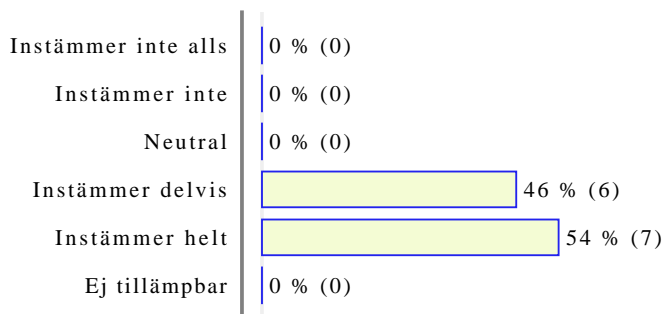 Instämmer inte alls 0 % (0)
Instämmer inte 0 % (0)
Neutral 0 % (0)
Instämmer delvis 46 % (6)
Instämmer helt 54 % (7)
Ej tillämpbar 0 % (0)